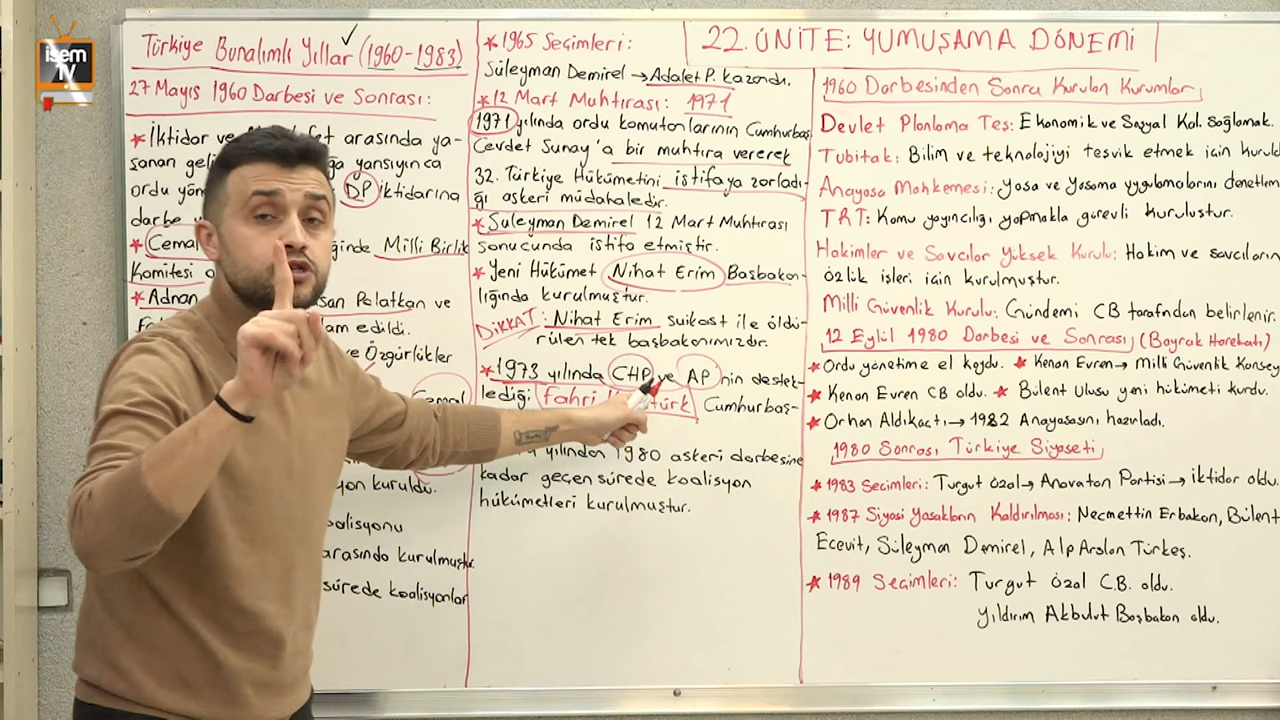 isem
TV
Türkiye Bunalımlı Yıllar (1960-1983)
27 Mayıs 1960 Darbesi ve Sonrası:
* İktidar ve arasında ya-
sanan yansıyınca
ordu DP iktidarına
darbe
* Cemal ginde Milli Birlik
Komitesi
* Adnan Polatkan ve
edildi.
ve Özgürlükler
Cemal
kuruldu.
arasında kurulmuştur
sürede koalisyonlar
* 1965 Seçimleri:
Süleyman Demirel → Adalet P. kazandı.
* 12 Mart Muhtırası: 1971
1971 yılında ordu komutanlarının Cumhurbaş
Cevdet Sunay'a bir muhtıra vererek
32. Türkiye Hükümetini istifaya zorladı-
ğı askeri müdahaledir.
* Süleyman Demirel 12 Mart Muhtırası
sonucunda istifa etmiştir.
* Yeni Hükümet Nihat Erim Başbakan-
lığında kurulmuştur.
DİKKAT: Nihat Erim suikast ile öldü-
rülen tek başbakanımızdır.
* 1973 yılında CHP ve AP'nin destek-
lediği Fahri Cumhurbaş-
yılından 1980 askeri darbesine
kadar geçen sürede koalisyon
hükümetleri kurulmuştur.
22. ÜNİTE: YUMUŞAMA DÖNEMİ
1960 Darbesinden Sonra Kurulan Kurumlar
Devlet Planlama Teş: Ekonomik ve Sosyal Kal. Sağlamak.
Tubitak: Bilim ve teknolojiyi teşvik etmek için kuruld
Anayasa Mahkemesi: Yasa ve Yasama uygulamalarını denetlem
TRT: Kamu yayıncılığı yapmakla görevli kuruluştur.
Hakimler ve Savcılar Yüksek Kurulu: Hakim ve savcıların
özlük işleri için kurulmuştur.
Milli Güvenlik Kurulu: Gündemi CB tarafından belirlenir.
12 Eylül 1980 Darbesi ve Sonrası (Bayrak Harekatı)
* Ordu yönetime el koydu. * Kenan Evren → Milli Güvenlik Konsey
* Kenan Evren CB oldu. * Bülent Ulusu yeni hükümeti kurdu.
* Orhan Aldıkaçtı → 1982 Anayasasını hazırladı.
1980 Sonrası Türkiye Siyaseti
* 1983 Seçimleri: Turgut Özal → Anavatan Partisi → iktidar oldu.
* 1987 Siyasi Yasakların Kaldırılması: Necmettin Erbakan, Bülent
Ecevit, Süleyman Demirel, Alp Arslan Türkeş.
* 1989 Seçimleri: Turgut Özal C.B. oldu.
Yıldırım Akbulut Başbakan oldu.